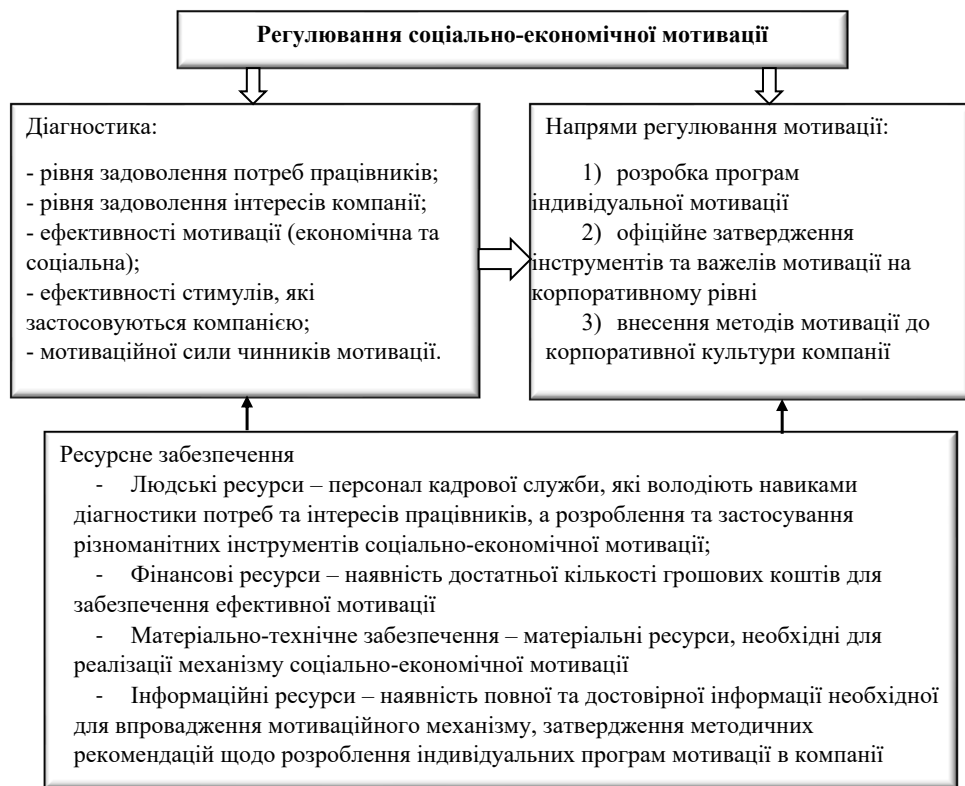 Регулювання соціально-економічної мотивації
Діагностика:
- рівня задоволення потреб працівників;
- рівня задоволення інтересів компанії;
- ефективності мотивації (економічна та
соціальна);
- ефективності стимулів, які
застосовуються компанією;
- мотиваційної сили чинників мотивації.
Напрями регулювання мотивації:
1) розробка програм
індивідуальної мотивації
2) офіційне затвердження
інструментів та важелів мотивації на
корпоративному рівні
3) внесення методів мотивації до
корпоративної культури компанії
Ресурсне забезпечення
- Людські ресурси – персонал кадрової служби, які володіють навиками
діагностики потреб та інтересів працівників, а розроблення та застосування
різноманітних інструментів соціально-економічної мотивації;
- Фінансові ресурси – наявність достатньої кількості грошових коштів для
забезпечення ефективної мотивації
- Матеріально-технічне забезпечення – матеріальні ресурси, необхідні для
реалізації механізму соціально-економічної мотивації
- Інформаційні ресурси – наявність повної та достовірної інформації необхідної
для впровадження мотиваційного механізму, затвердження методичних
рекомендацій щодо розроблення індивідуальних програм мотивації в компанії